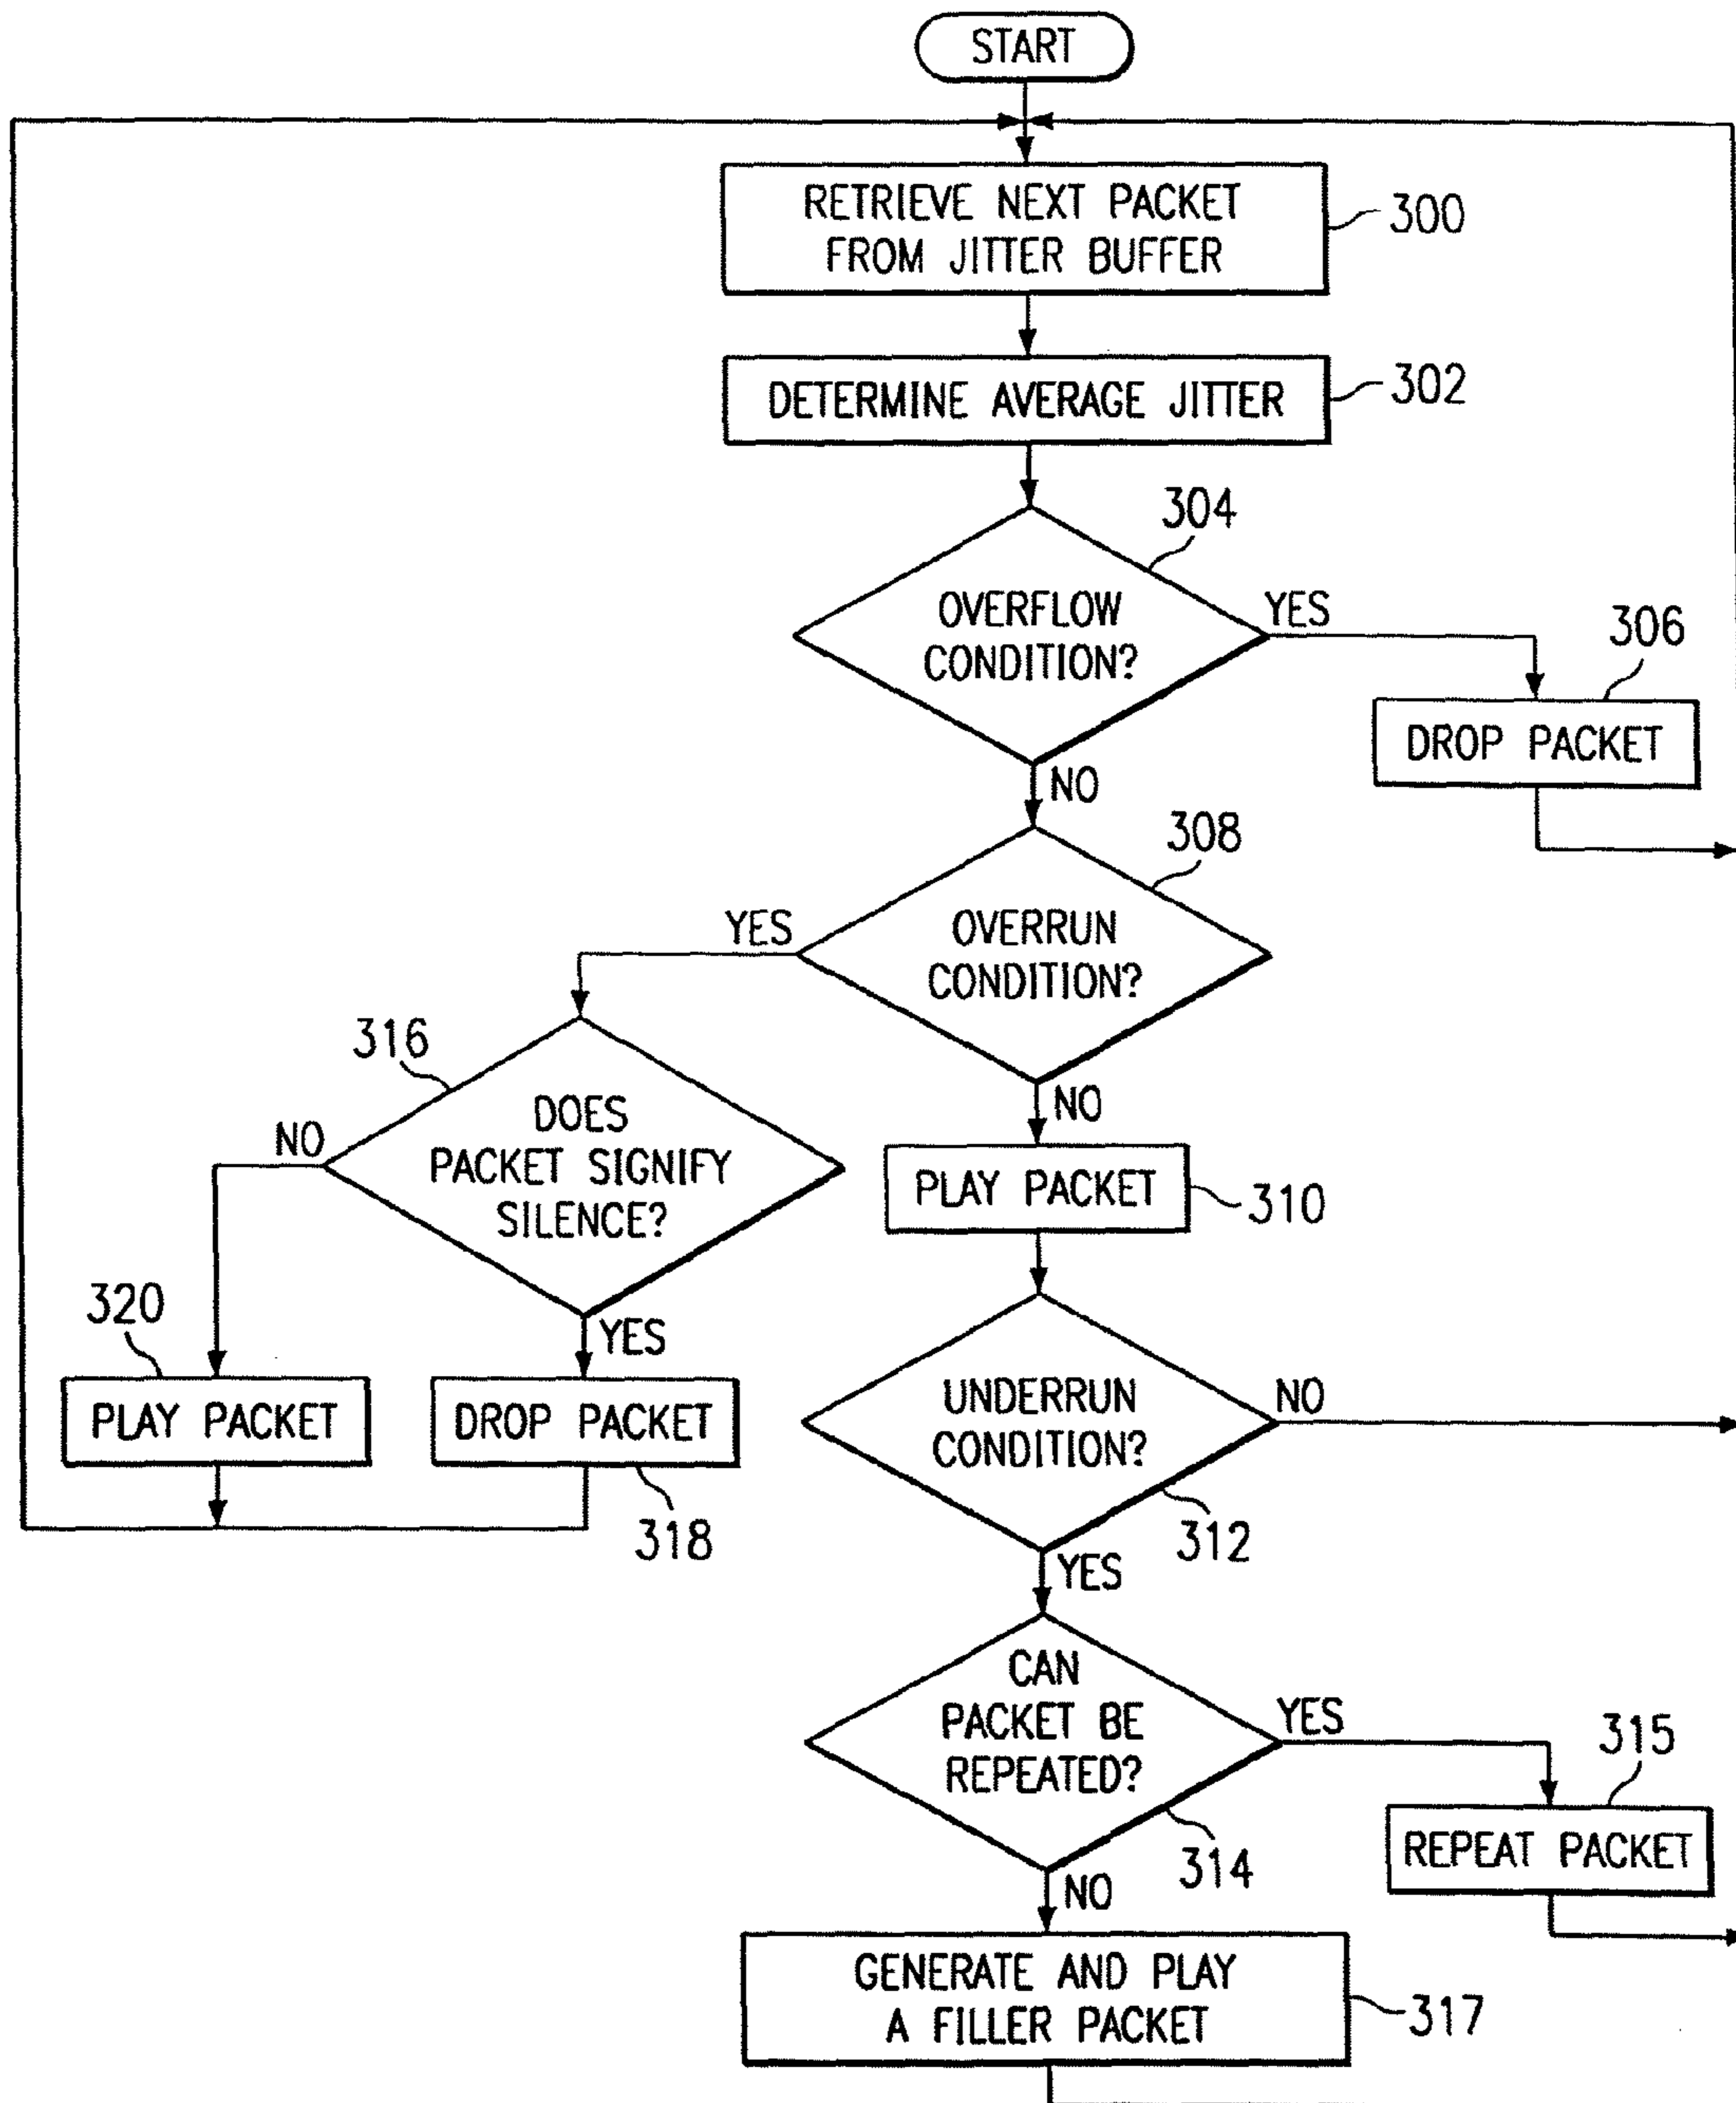 START
RETRIEVE NEXT PACKET
FROM JITTER BUFFER
300
DETERMINE AVERAGE JITTER
302
304
OVERFLOW
CONDITION?
YES
306
DROP PACKET
NO
308
YES
OVERRUN
CONDITION?
316
NO
DOES
PACKET SIGNIFY
SILENCE?
NO
PLAY PACKET
310
320
YES
PLAY PACKET
DROP PACKET
318
UNDERRUN
CONDITION?
NO
312
YES
CAN
PACKET BE
REPEATED?
YES
315
REPEAT PACKET
314
NO
GENERATE AND PLAY
A FILLER PACKET
317